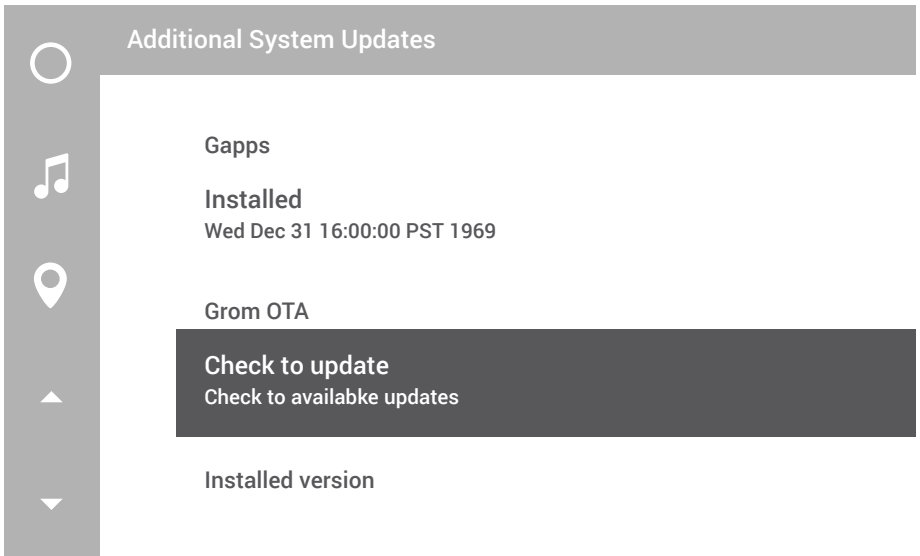 Additional System Updates
Gapps
Installed
Wed Dec 31 16:00:00 PST 1969
Grom OTA
Check to update
Check to availabke updates
Installed version